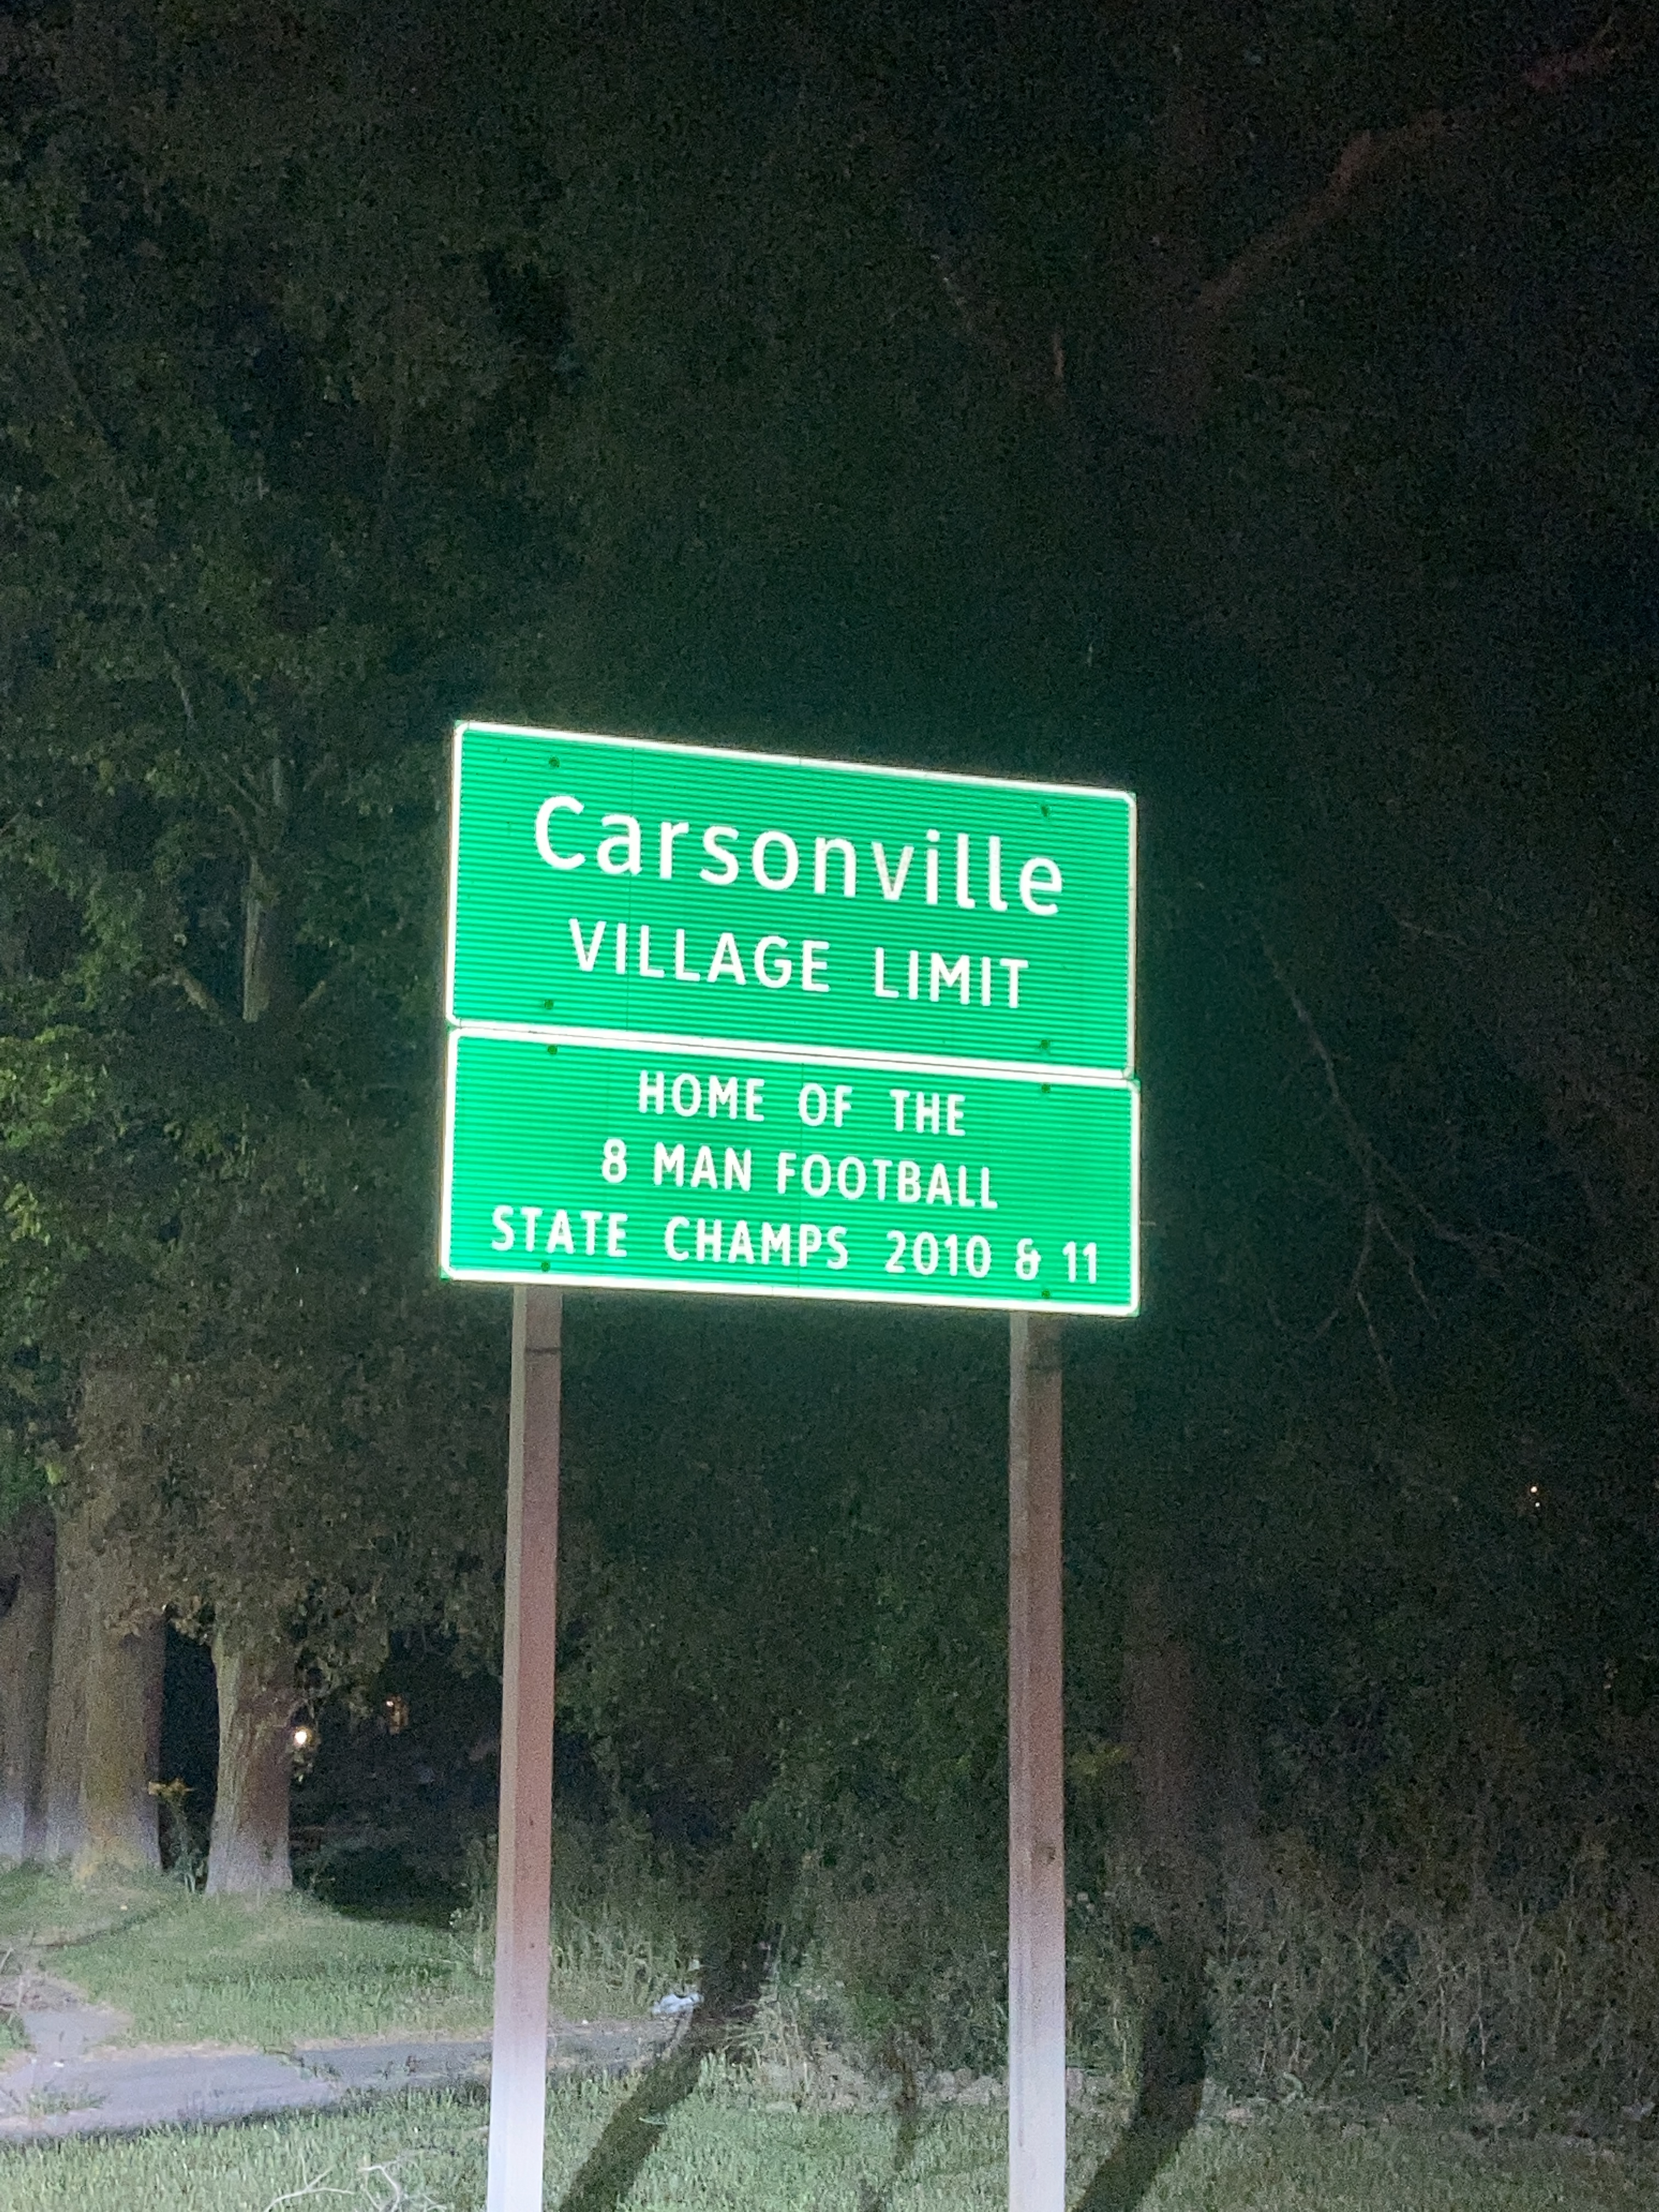 Carsonville
VILLAGE LIMIT
HOME OF THE
8 MAN FOOTBALL
STATE CHAMPS 2010 & 11